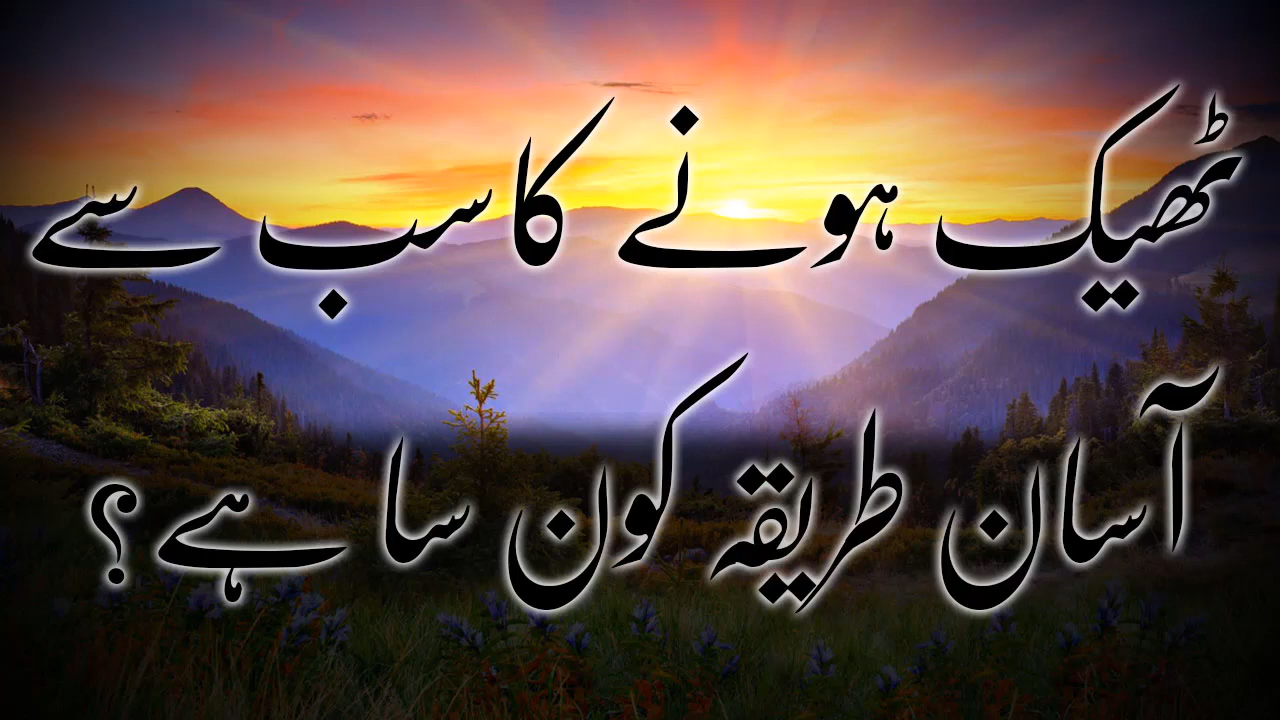 ٹھیک ہونے کا سب سے
آسان طریقہ کون سا ہے؟